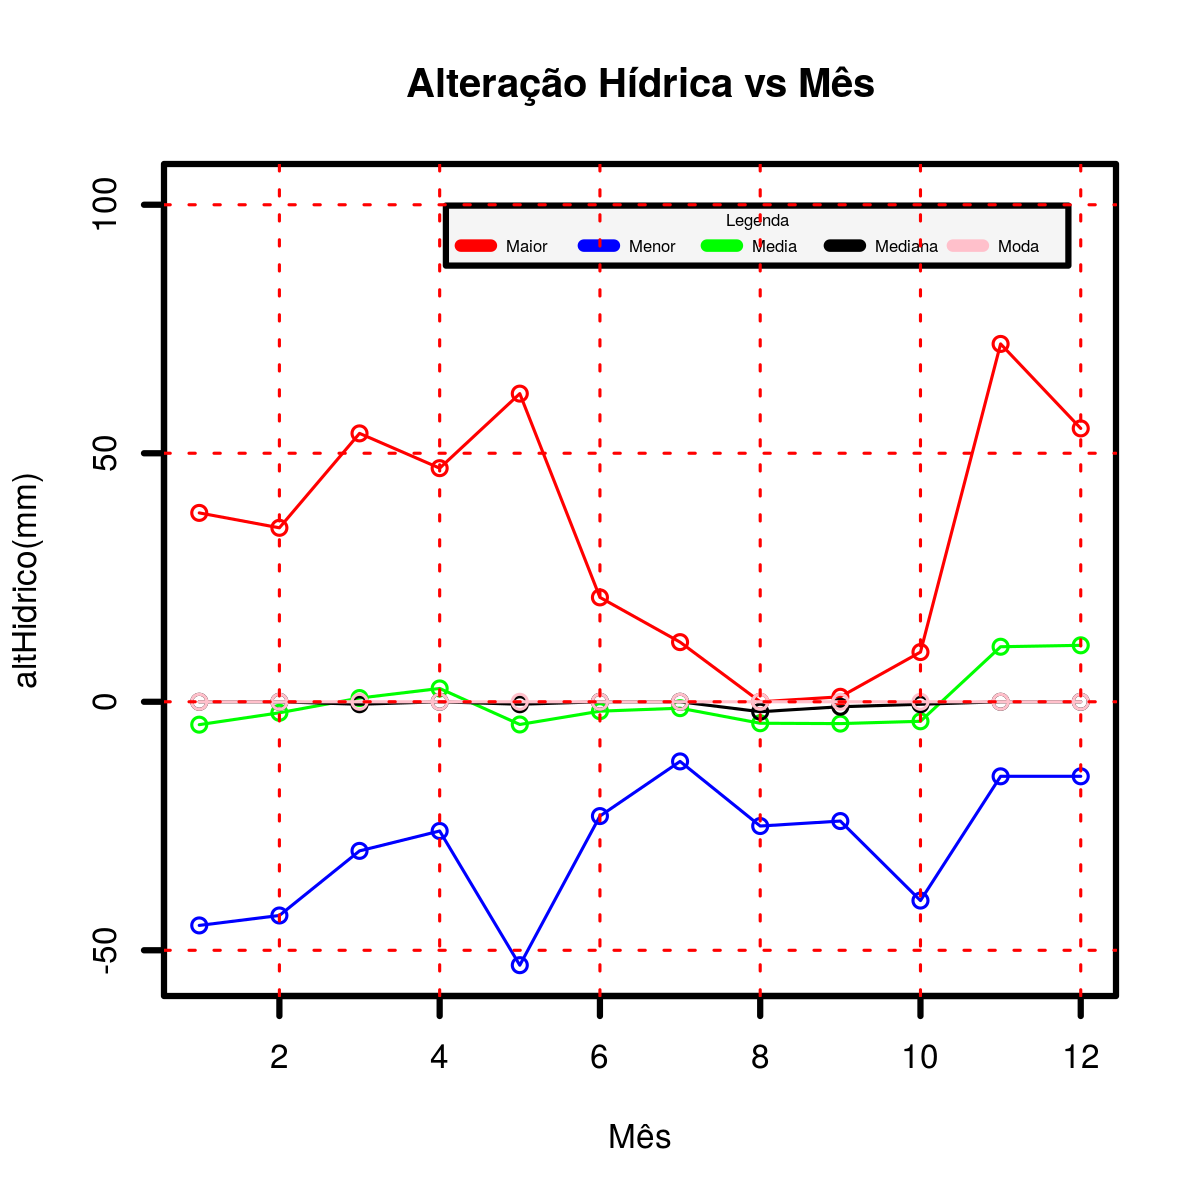 Alteração Hídrica vs Mês
Legenda
Maior Menor Media Mediana Moda
altHidrico(mm)
100
50
0
-50
2 4 6 8 10 12
Mês